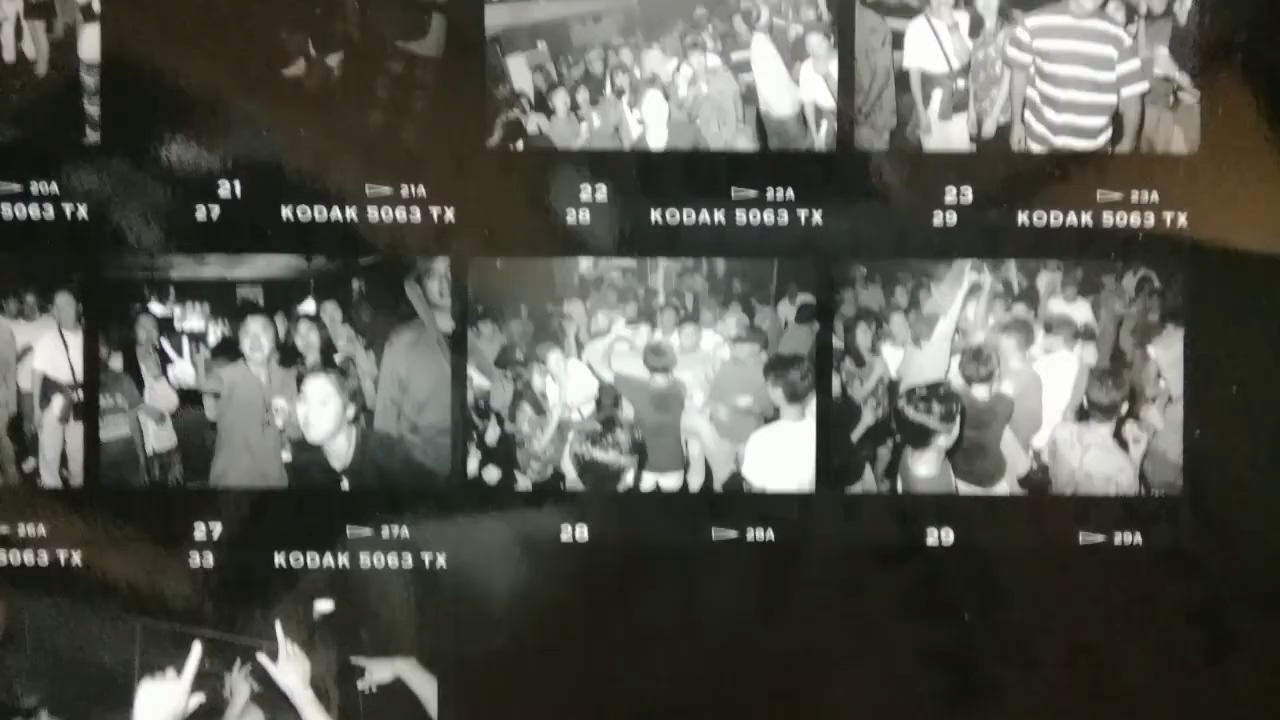 20A 21 21A 22 22A 23 23A
5063 TX 27 KODAK 5063 TX 28 KODAK 5063 TX 29 KODAK 5063 TX
26A 27 27A 28 28A 29 29A
5063 TX 33 KODAK 5063 TX